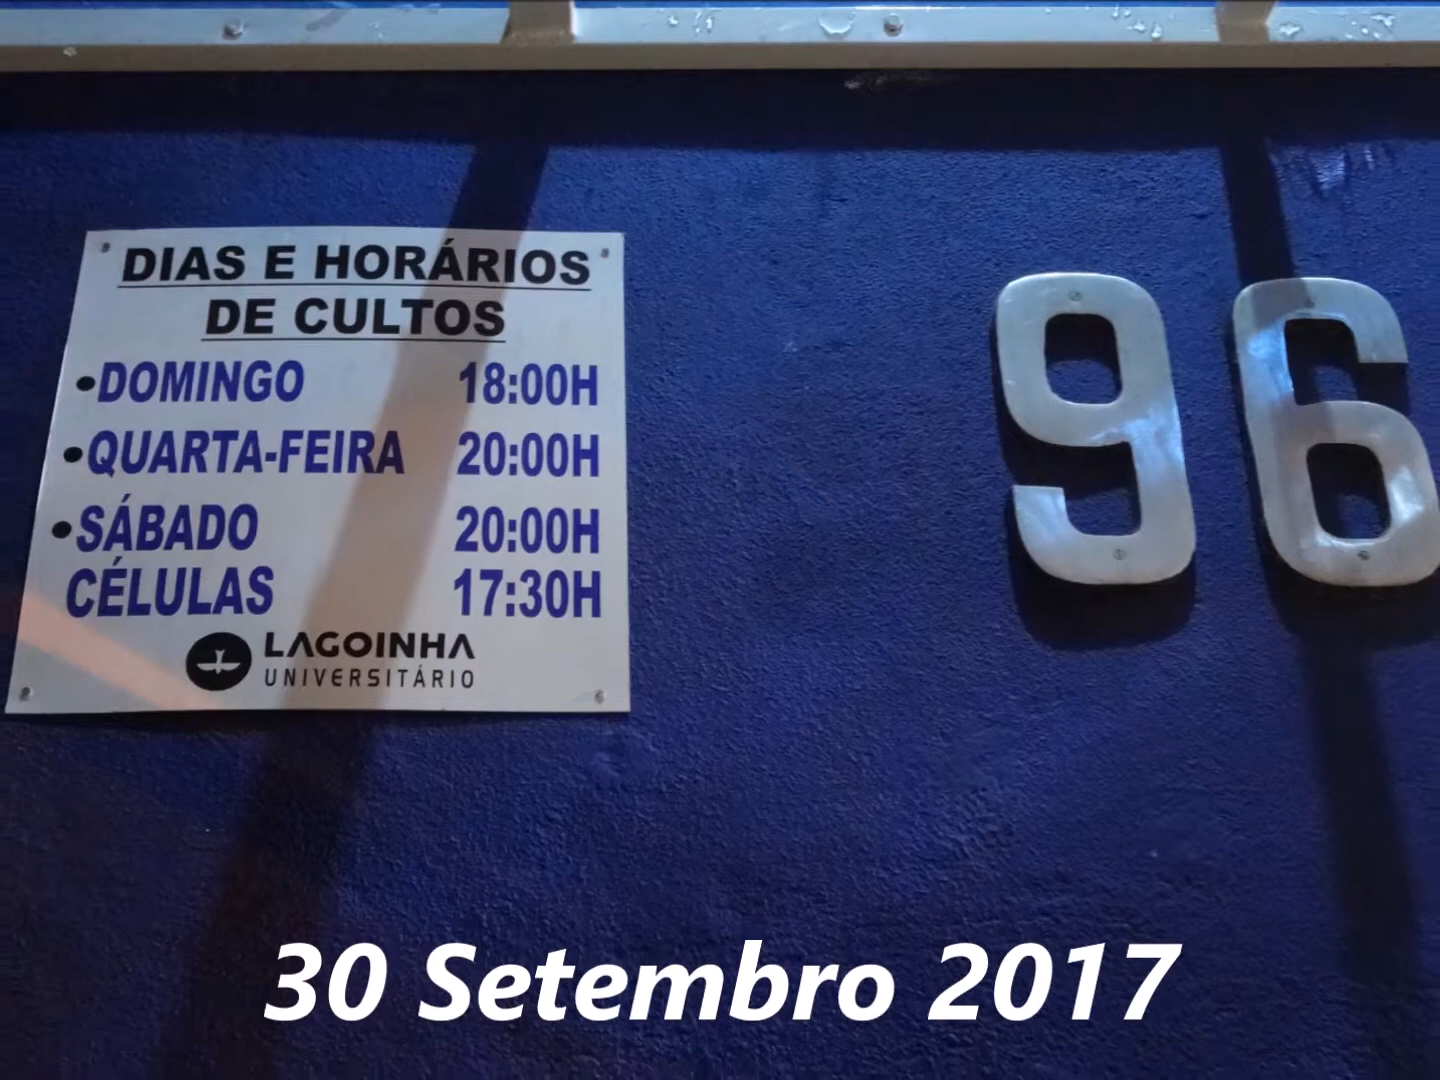 DIAS E HORÁRIOS
DE CULTOS
•DOMINGO 18:00H
•QUARTA-FEIRA 20:00H
•SÁBADO 20:00H
CÉLULAS 17:30H
LAGOINHA
UNIVERSITÁRIO
96
30 Setembro 2017